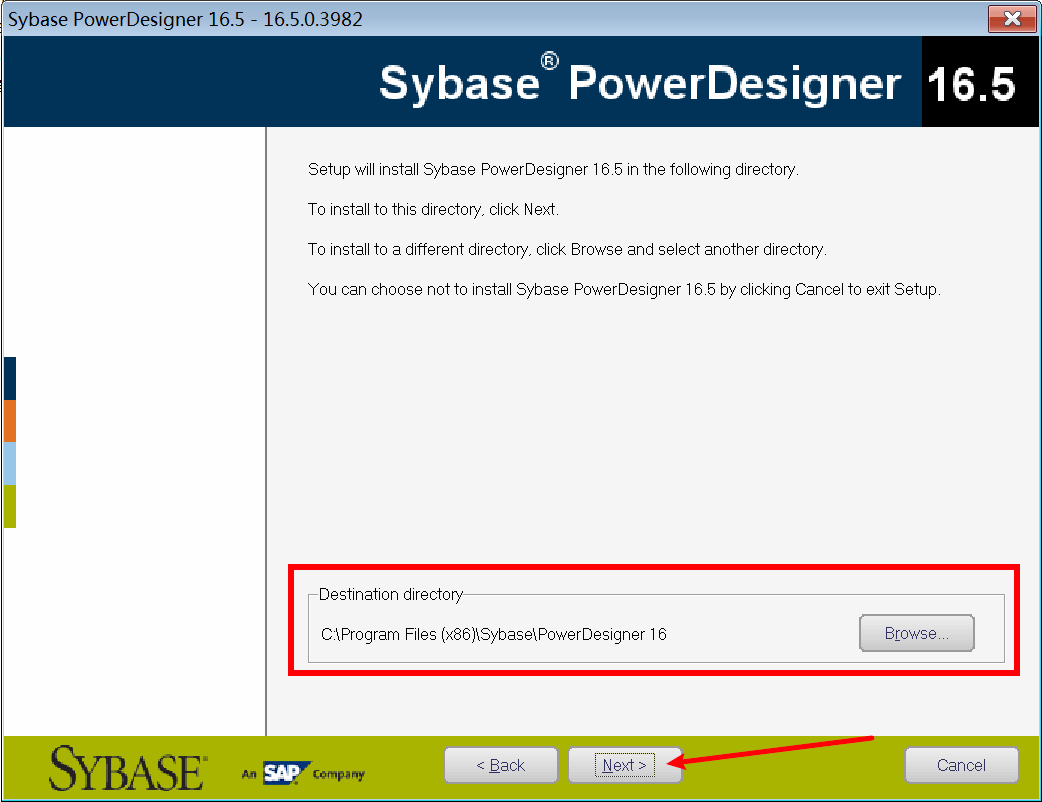 Sybase PowerDesigner 16.5 - 16.5.0.3982
Sybase® PowerDesigner 16.5
Setup will install Sybase PowerDesigner 16.5 in the following directory.
To install to this directory, click Next.
To install to a different directory, click Browse and select another directory.
You can choose not to install Sybase PowerDesigner 16.5 by clicking Cancel to exit Setup.
Destination directory
C:\Program Files (x86)\Sybase\PowerDesigner 16
Browse...
SYBASE An SAP Company
< Back
Next >
Cancel